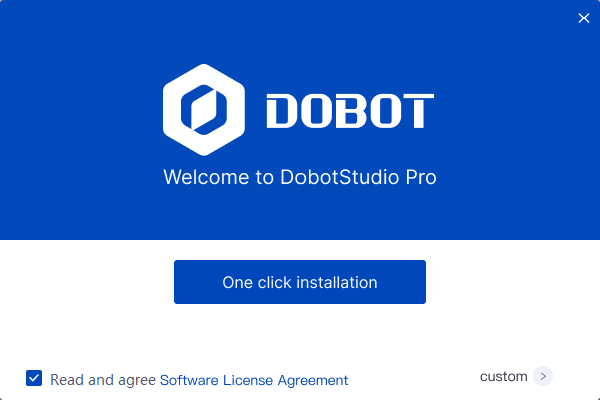 DOBOT
Welcome to DobotStudio Pro
One click installation
Read and agree Software License Agreement
custom